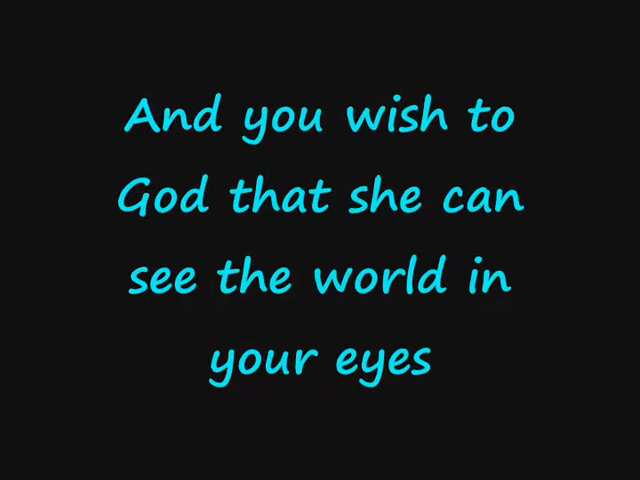 And you wish to
God that she can
see the world in
your eyes